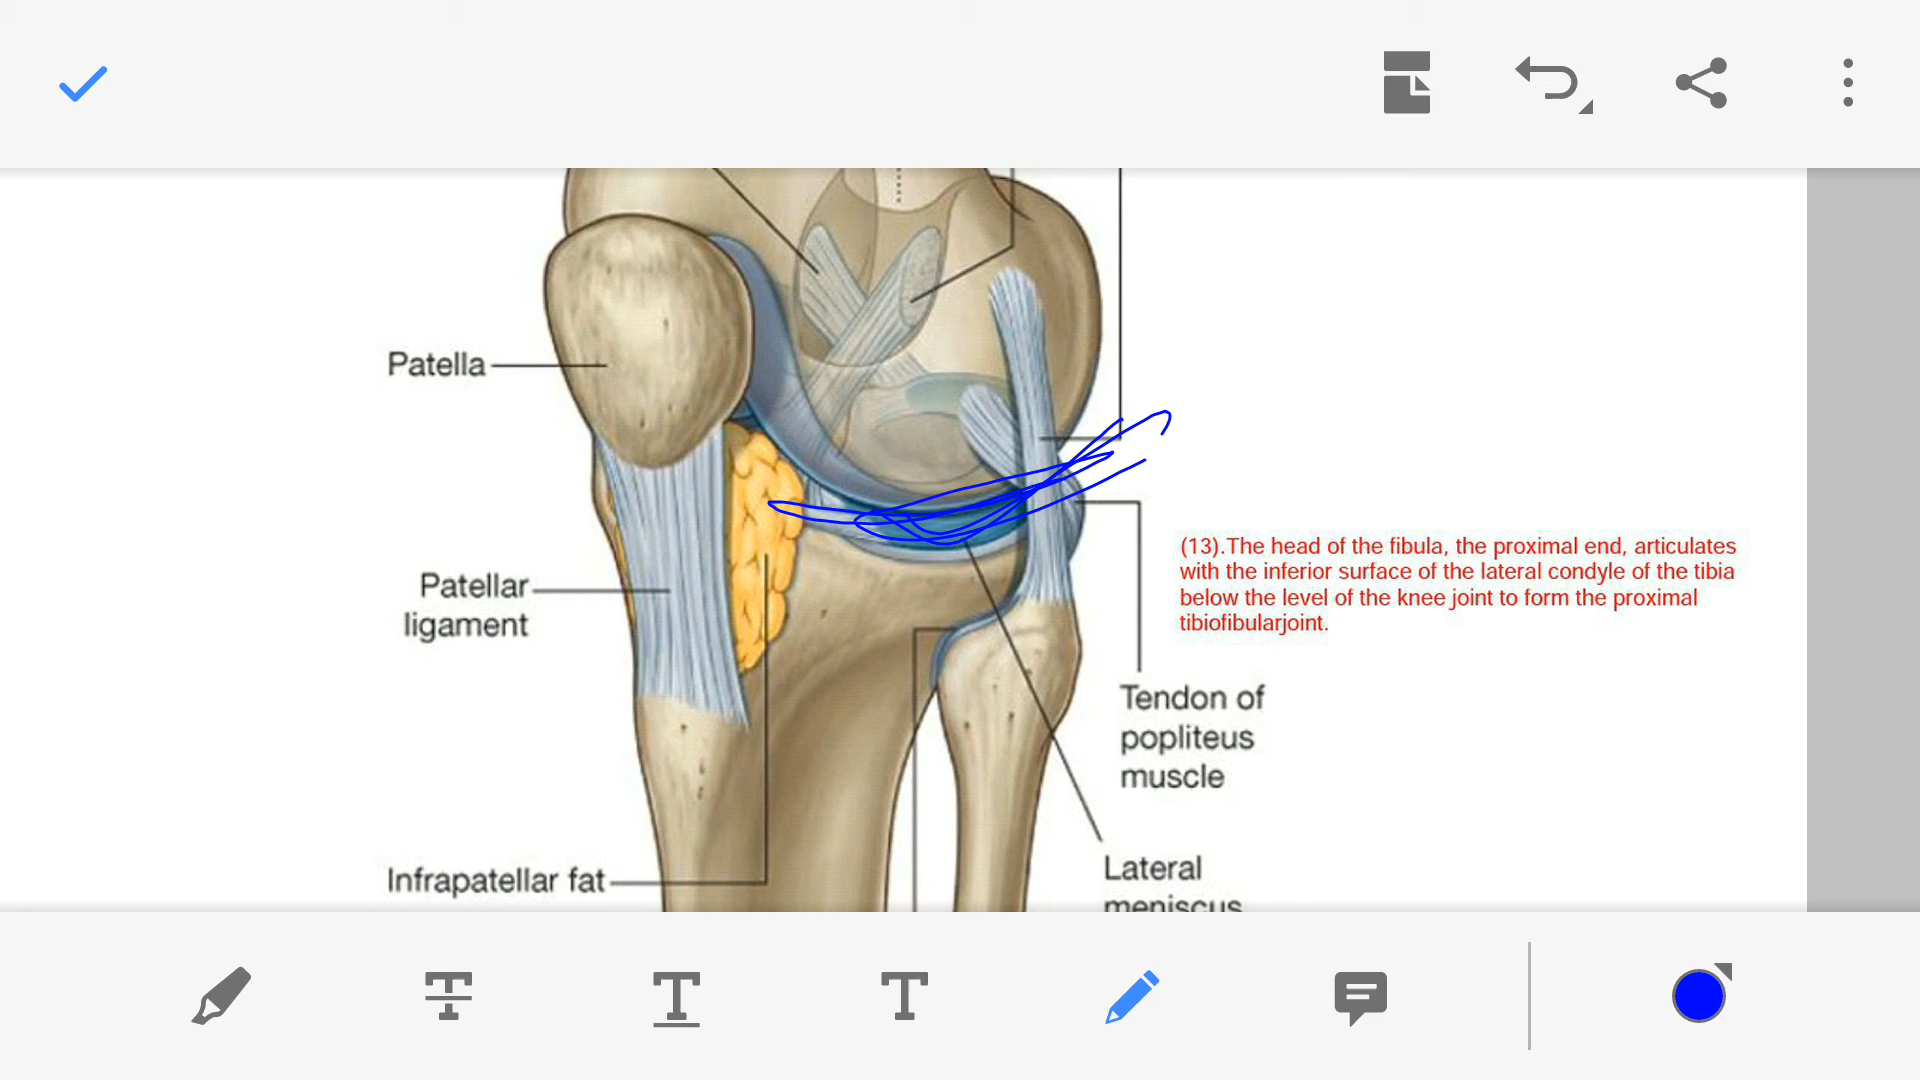 Patella
Patellar
ligament
(13).The head of the fibula, the proximal end, articulates
with the inferior surface of the lateral condyle of the tibia
below the level of the knee joint to form the proximal
tibiofibularjoint.
Tendon of
popliteus
muscle
Infrapatellar fat
Lateral
meniscus